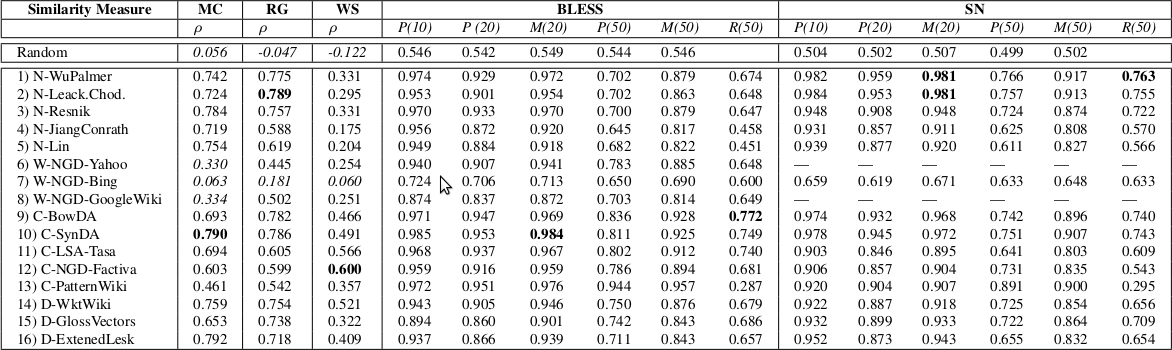 Similarity Measure MC RG WS BLESS SN
ρ ρ ρ P(10) P (20) M(20) P(50) M(50) R(50) P(10) P(20) M(20) P(50) M(50) R(50)
Random 0.056 -0.047 -0.122 0.546 0.542 0.549 0.544 0.546 0.504 0.502 0.507 0.499 0.502
1) N-WuPalmer 0.742 0.775 0.331 0.974 0.929 0.972 0.702 0.879 0.674 0.982 0.959 0.981 0.766 0.917 0.763
2) N-Leack.Chod. 0.724 0.789 0.295 0.953 0.901 0.954 0.702 0.863 0.648 0.984 0.953 0.981 0.757 0.913 0.755
3) N-Resnik 0.784 0.757 0.331 0.970 0.933 0.970 0.700 0.879 0.647 0.948 0.908 0.948 0.724 0.874 0.722
4) N-JiangConrath 0.719 0.588 0.175 0.956 0.872 0.920 0.645 0.817 0.458 0.931 0.857 0.911 0.625 0.808 0.570
5) N-Lin 0.754 0.619 0.204 0.949 0.884 0.918 0.682 0.822 0.451 0.939 0.877 0.920 0.611 0.827 0.566
6) W-NGD-Yahoo 0.330 0.445 0.254 0.940 0.907 0.941 0.783 0.885 0.648 — — — — — —
7) W-NGD-Bing 0.063 0.181 0.060 0.724 0.706 0.713 0.650 0.690 0.600 0.659 0.619 0.671 0.633 0.648 0.633
8) W-NGD-GoogleWiki 0.334 0.502 0.251 0.874 0.837 0.872 0.703 0.814 0.649 — — — — — —
9) C-BowDA 0.693 0.782 0.466 0.971 0.947 0.969 0.836 0.928 0.772 0.974 0.932 0.968 0.742 0.896 0.740
10) C-SynDA 0.790 0.786 0.491 0.985 0.953 0.984 0.811 0.925 0.749 0.978 0.945 0.972 0.751 0.907 0.743
11) C-LSA-Tasa 0.694 0.605 0.566 0.968 0.937 0.967 0.802 0.912 0.740 0.903 0.846 0.895 0.641 0.803 0.609
12) C-NGD-Factiva 0.603 0.599 0.600 0.959 0.916 0.959 0.786 0.894 0.681 0.906 0.857 0.904 0.731 0.835 0.543
13) C-PatternWiki 0.461 0.542 0.357 0.972 0.951 0.976 0.944 0.957 0.287 0.920 0.904 0.907 0.891 0.900 0.295
14) D-WktWiki 0.759 0.754 0.521 0.943 0.905 0.946 0.750 0.876 0.679 0.922 0.887 0.918 0.725 0.854 0.656
15) D-GlossVectors 0.653 0.738 0.322 0.894 0.860 0.901 0.742 0.843 0.686 0.932 0.899 0.933 0.722 0.864 0.709
16) D-ExtenedLesk 0.792 0.718 0.409 0.937 0.866 0.939 0.711 0.843 0.657 0.952 0.873 0.943 0.655 0.832 0.654